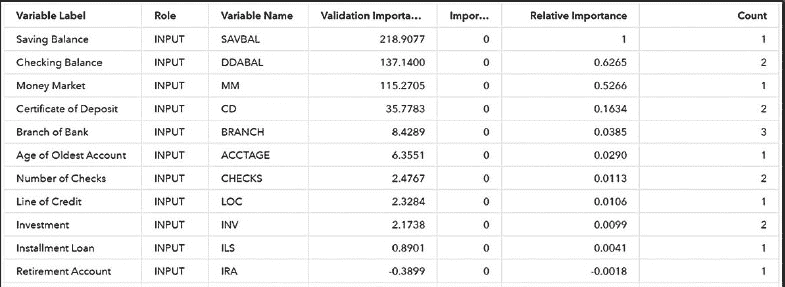 Variable Label Role Variable Name Validation Importa... Impor... Relative Importance Count
Saving Balance INPUT SAVBAL 218.9077 0 1 1
Checking Balance INPUT DDABAL 137.1400 0 0.6265 2
Money Market INPUT MM 115.2705 0 0.5266 1
Certificate of Deposit INPUT CD 35.7783 0 0.1634 2
Branch of Bank INPUT BRANCH 8.4289 0 0.0385 3
Age of Oldest Account INPUT ACCTAGE 6.3551 0 0.0290 1
Number of Checks INPUT CHECKS 2.4767 0 0.0113 2
Line of Credit INPUT LOC 2.3284 0 0.0106 1
Investment INPUT INV 2.1738 0 0.0099 2
Installment Loan INPUT ILS 0.8901 0 0.0041 1
Retirement Account INPUT IRA -0.3899 0 -0.0018 1